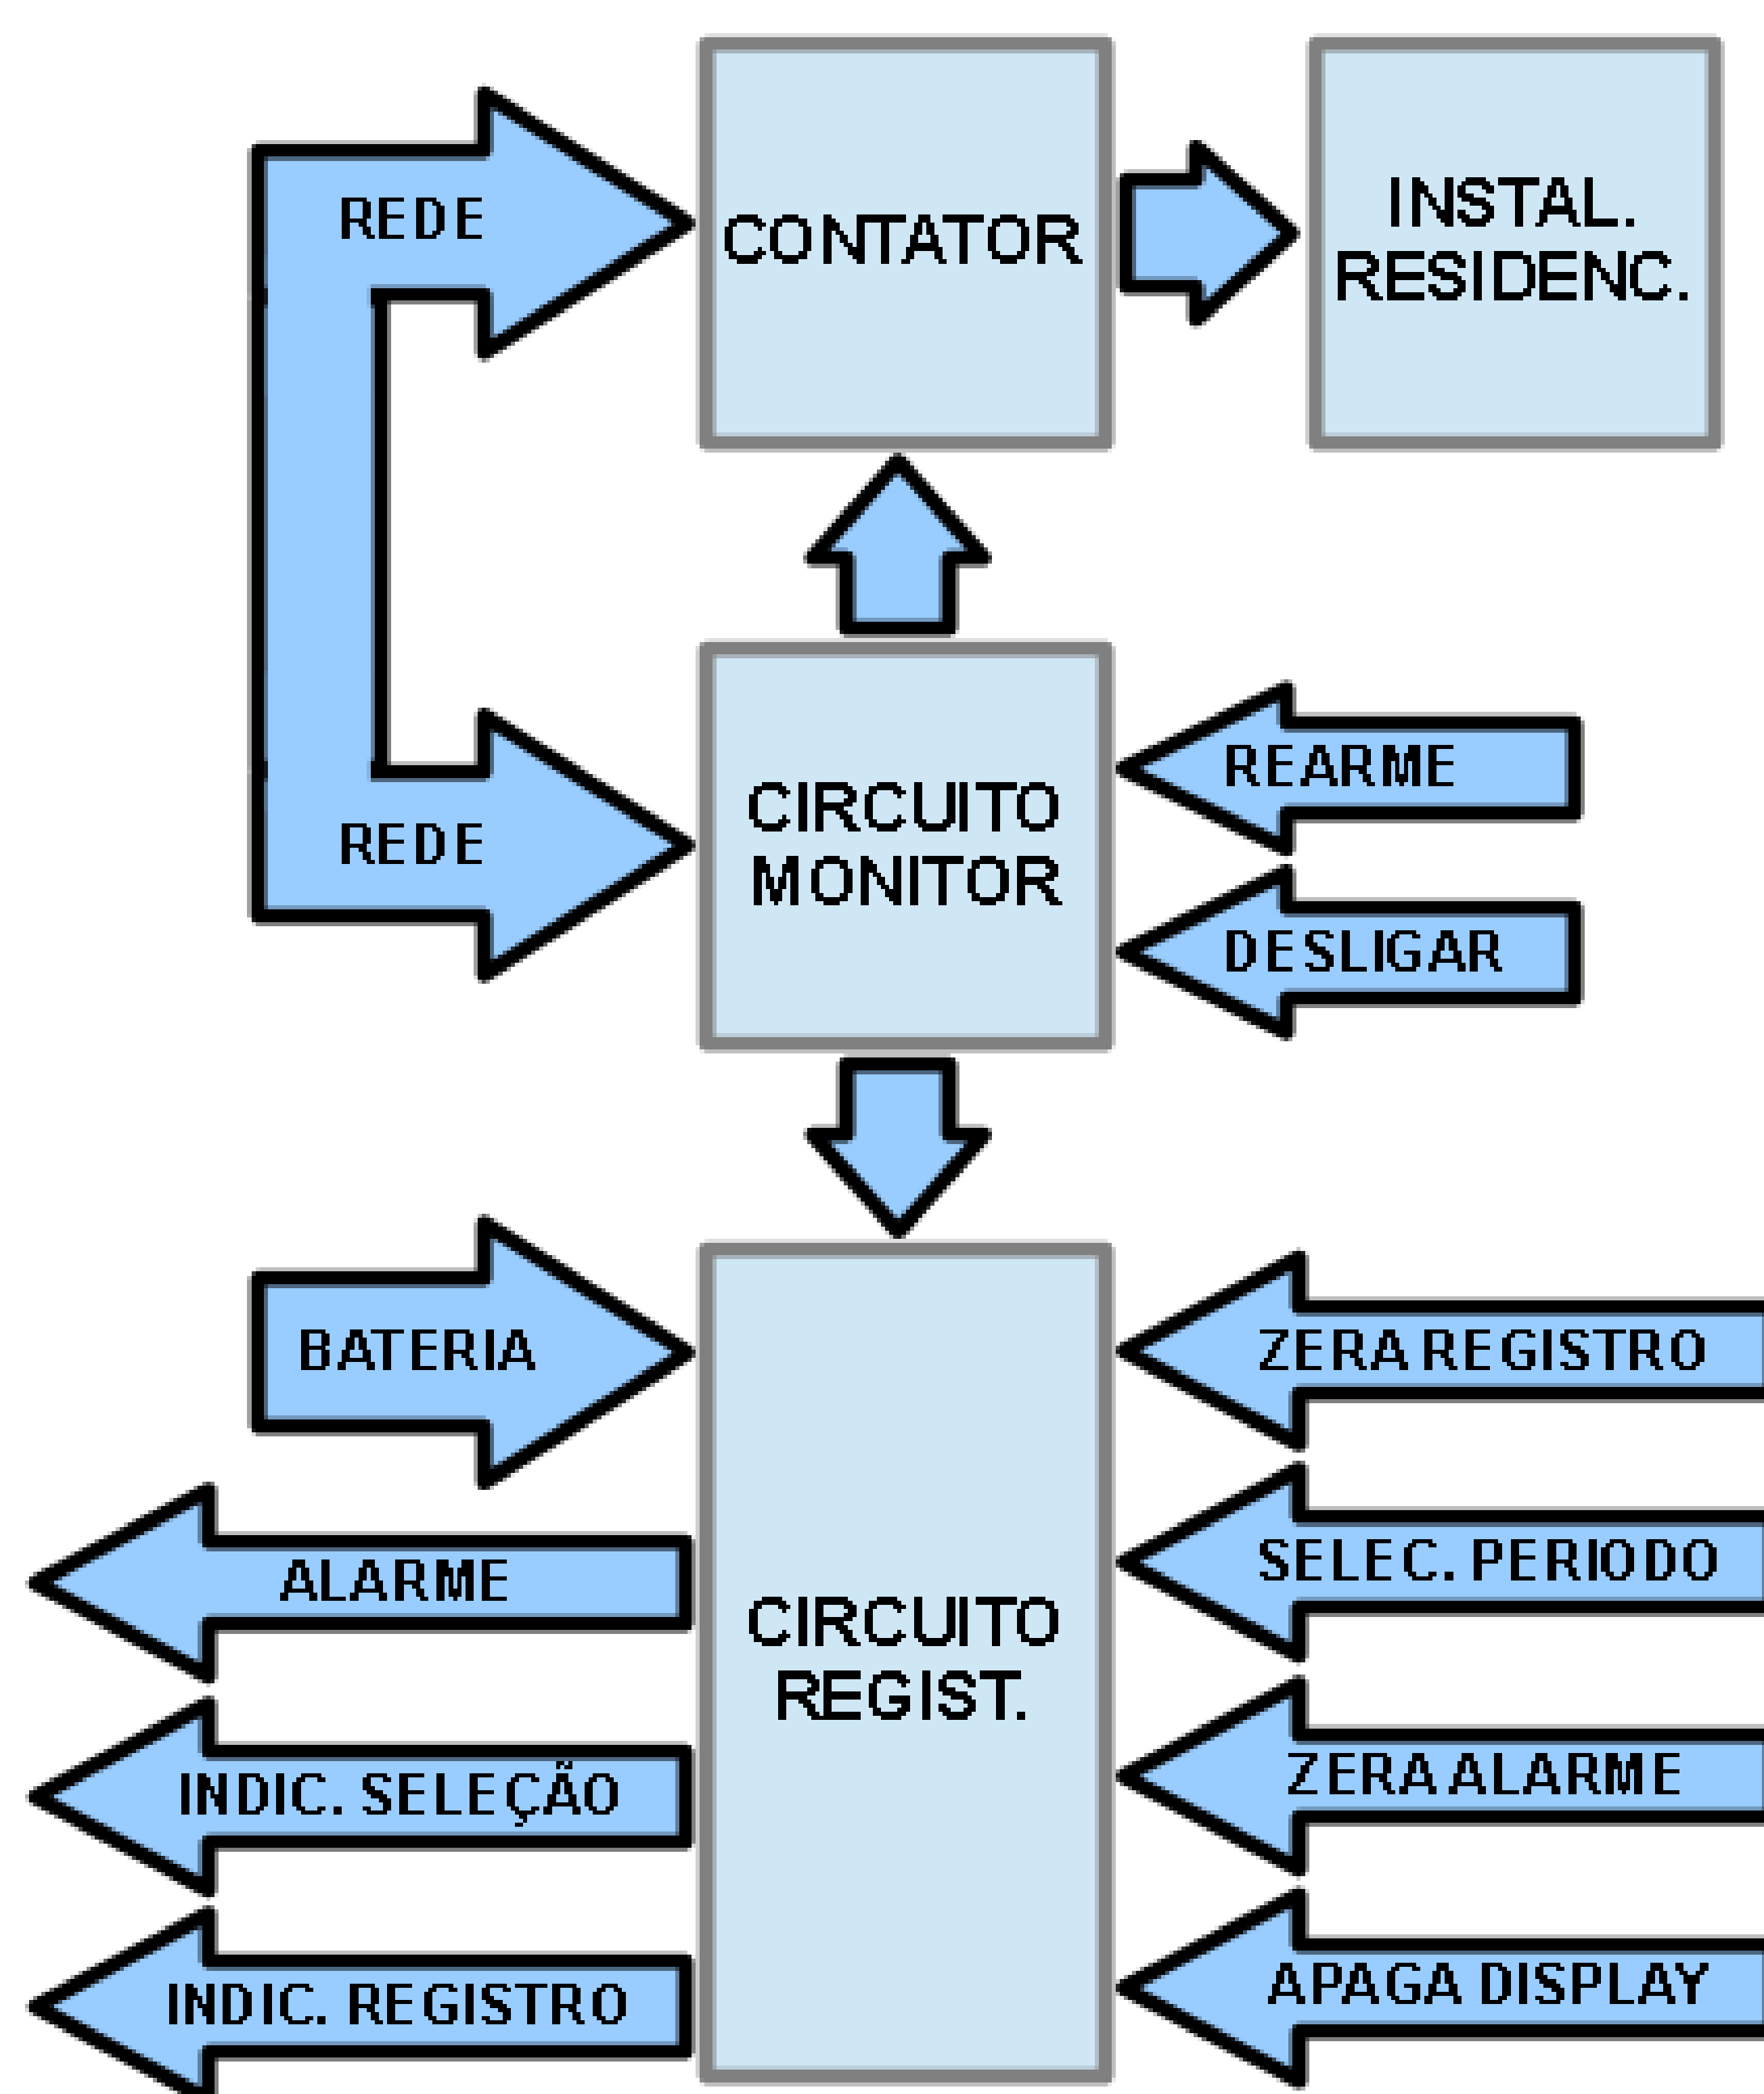 REDE
CONTATOR
INSTAL.
RESIDENC.
REDE
CIRCUITO
MONITOR
REARME
DESLIGAR
BATERIA
ZERA REGISTRO
ALARME
SELEC. PERIODO
CIRCUITO
REGIST.
INDIC. SELEÇÃO
ZERA ALARME
INDIC. REGISTRO
APAGA DISPLAY